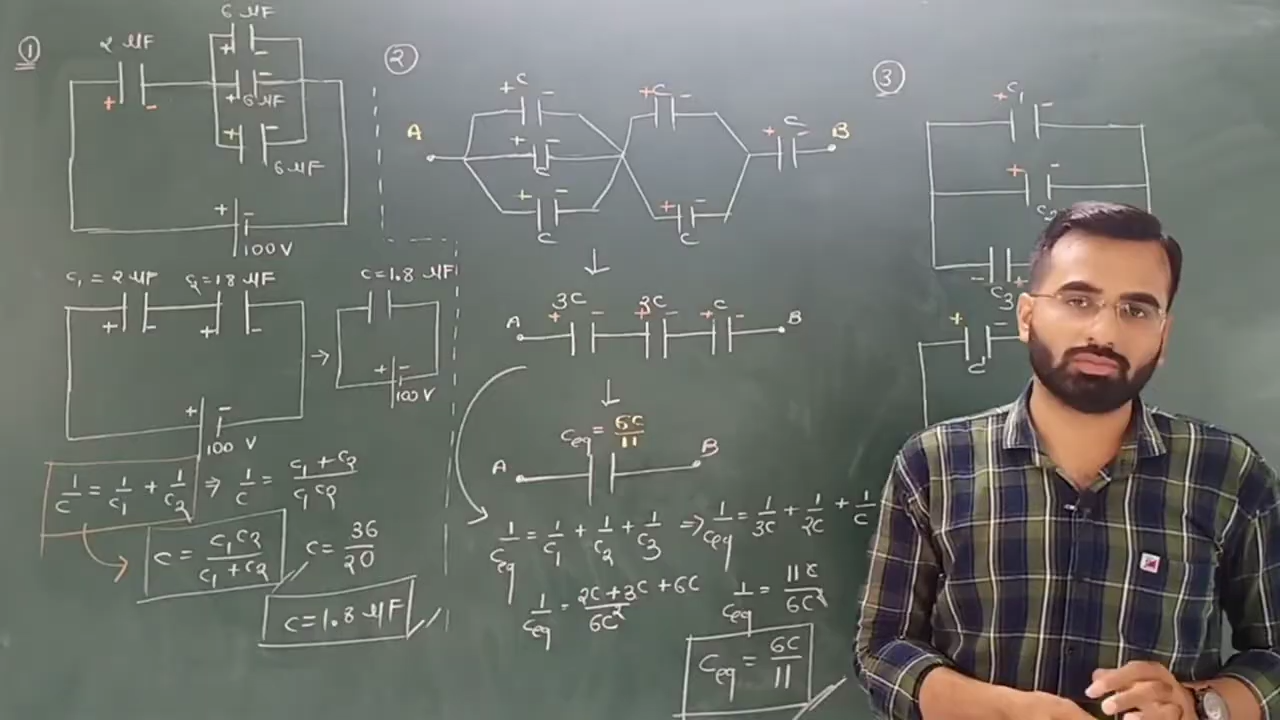 ①
6 μF
2 μF
+ -
+ -
+ -
6 μF
+ -
6 μF
+ -
100 V
C₁ = 2 μF C₂ = 18 μF
+ - + -
+ -
100 V
→
C = 1.8 μF
+ -
100 V
1/C = 1/C₁ + 1/C₂ ⇒ 1/C = (C₁ + C₂)/(C₁ C₂)
C = C₁C₂/(C₁ + C₂)
C = 36/20
C = 1.8 μF
②
A
+ C -
+ -
C
+ -
C
+ C -
+ -
C
+ C -
B
↓
A
3C
+ -
3C
+ -
C
+ -
B
↓
Ceq = 6C/11
A B
1/Ceq = 1/C₁ + 1/C₂ + 1/C₃ ⇒ 1/Ceq = 1/3C + 1/2C + 1/C
1/Ceq = (2C + 3C + 6C)/6C²
1/Ceq = 11C/6C²
Ceq = 6C/11
③
+ C₁ -
+ -
C₂
- +
C₃
+ -